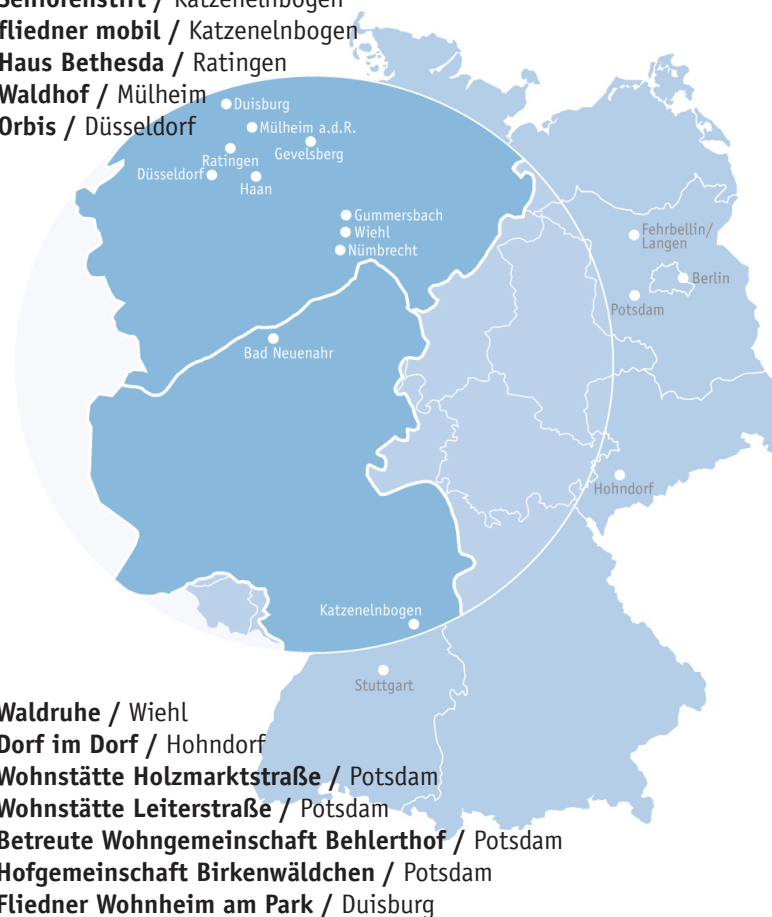 Seniorenstift / Katzenelnbogen
fliedner mobil / Katzenelnbogen
Haus Bethesda / Ratingen
Waldhof / Mülheim
Orbis / Düsseldorf
Duisburg
Mülheim a.d.R.
Gevelsberg
Ratingen
Düsseldorf
Haan
Gummersbach
Wiehl
Nümbrecht
Bad Neuenahr
Fehrbellin/
Langen
Berlin
Potsdam
Hohndorf
Katzenelnbogen
Stuttgart
Waldruhe / Wiehl
Dorf im Dorf / Hohndorf
Wohnstätte Holzmarktstraße / Potsdam
Wohnstätte Leiterstraße / Potsdam
Betreute Wohngemeinschaft Behlerthof / Potsdam
Hofgemeinschaft Birkenwäldchen / Potsdam
Fliedner Wohnheim am Park / Duisburg